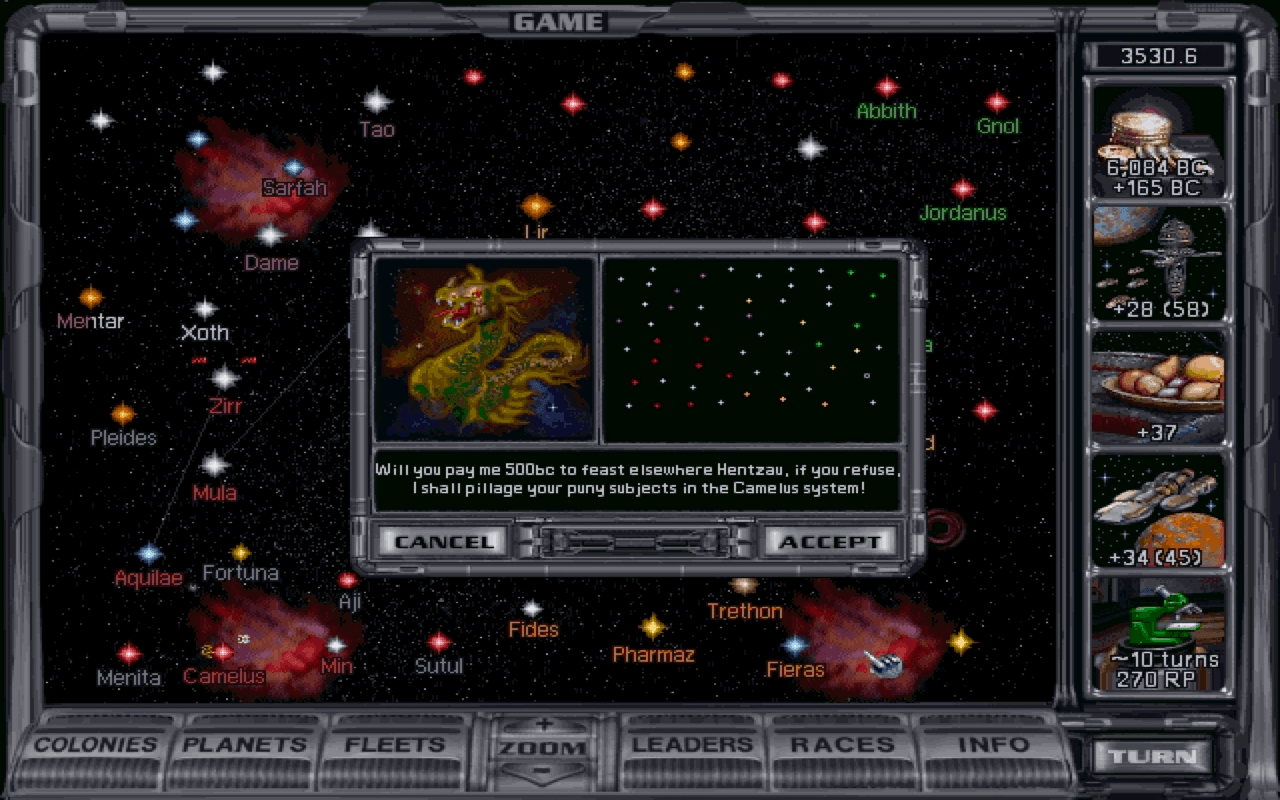 GAME
3530.6
Abbith
Gnol
Tao
6,084 BC
+165 BC
Sarfah
Jordanus
Lir
Dame
+28 (58)
Mentar
Xoth
Zirr
Pleides
+37
Will you pay me 500bc to feast elsewhere Hentzau, if you refuse,
I shall pillage your puny subjects in the Camelus system!
Mula
CANCEL
ACCEPT
+34 (45)
Aquilae
Fortuna
Aji
Trethon
Fides
Pharmaz
Menita
Camelus
Min
Sutul
Fieras
~10 turns
270 RP
COLONIES
PLANETS
FLEETS
ZOOM
LEADERS
RACES
INFO
TURN